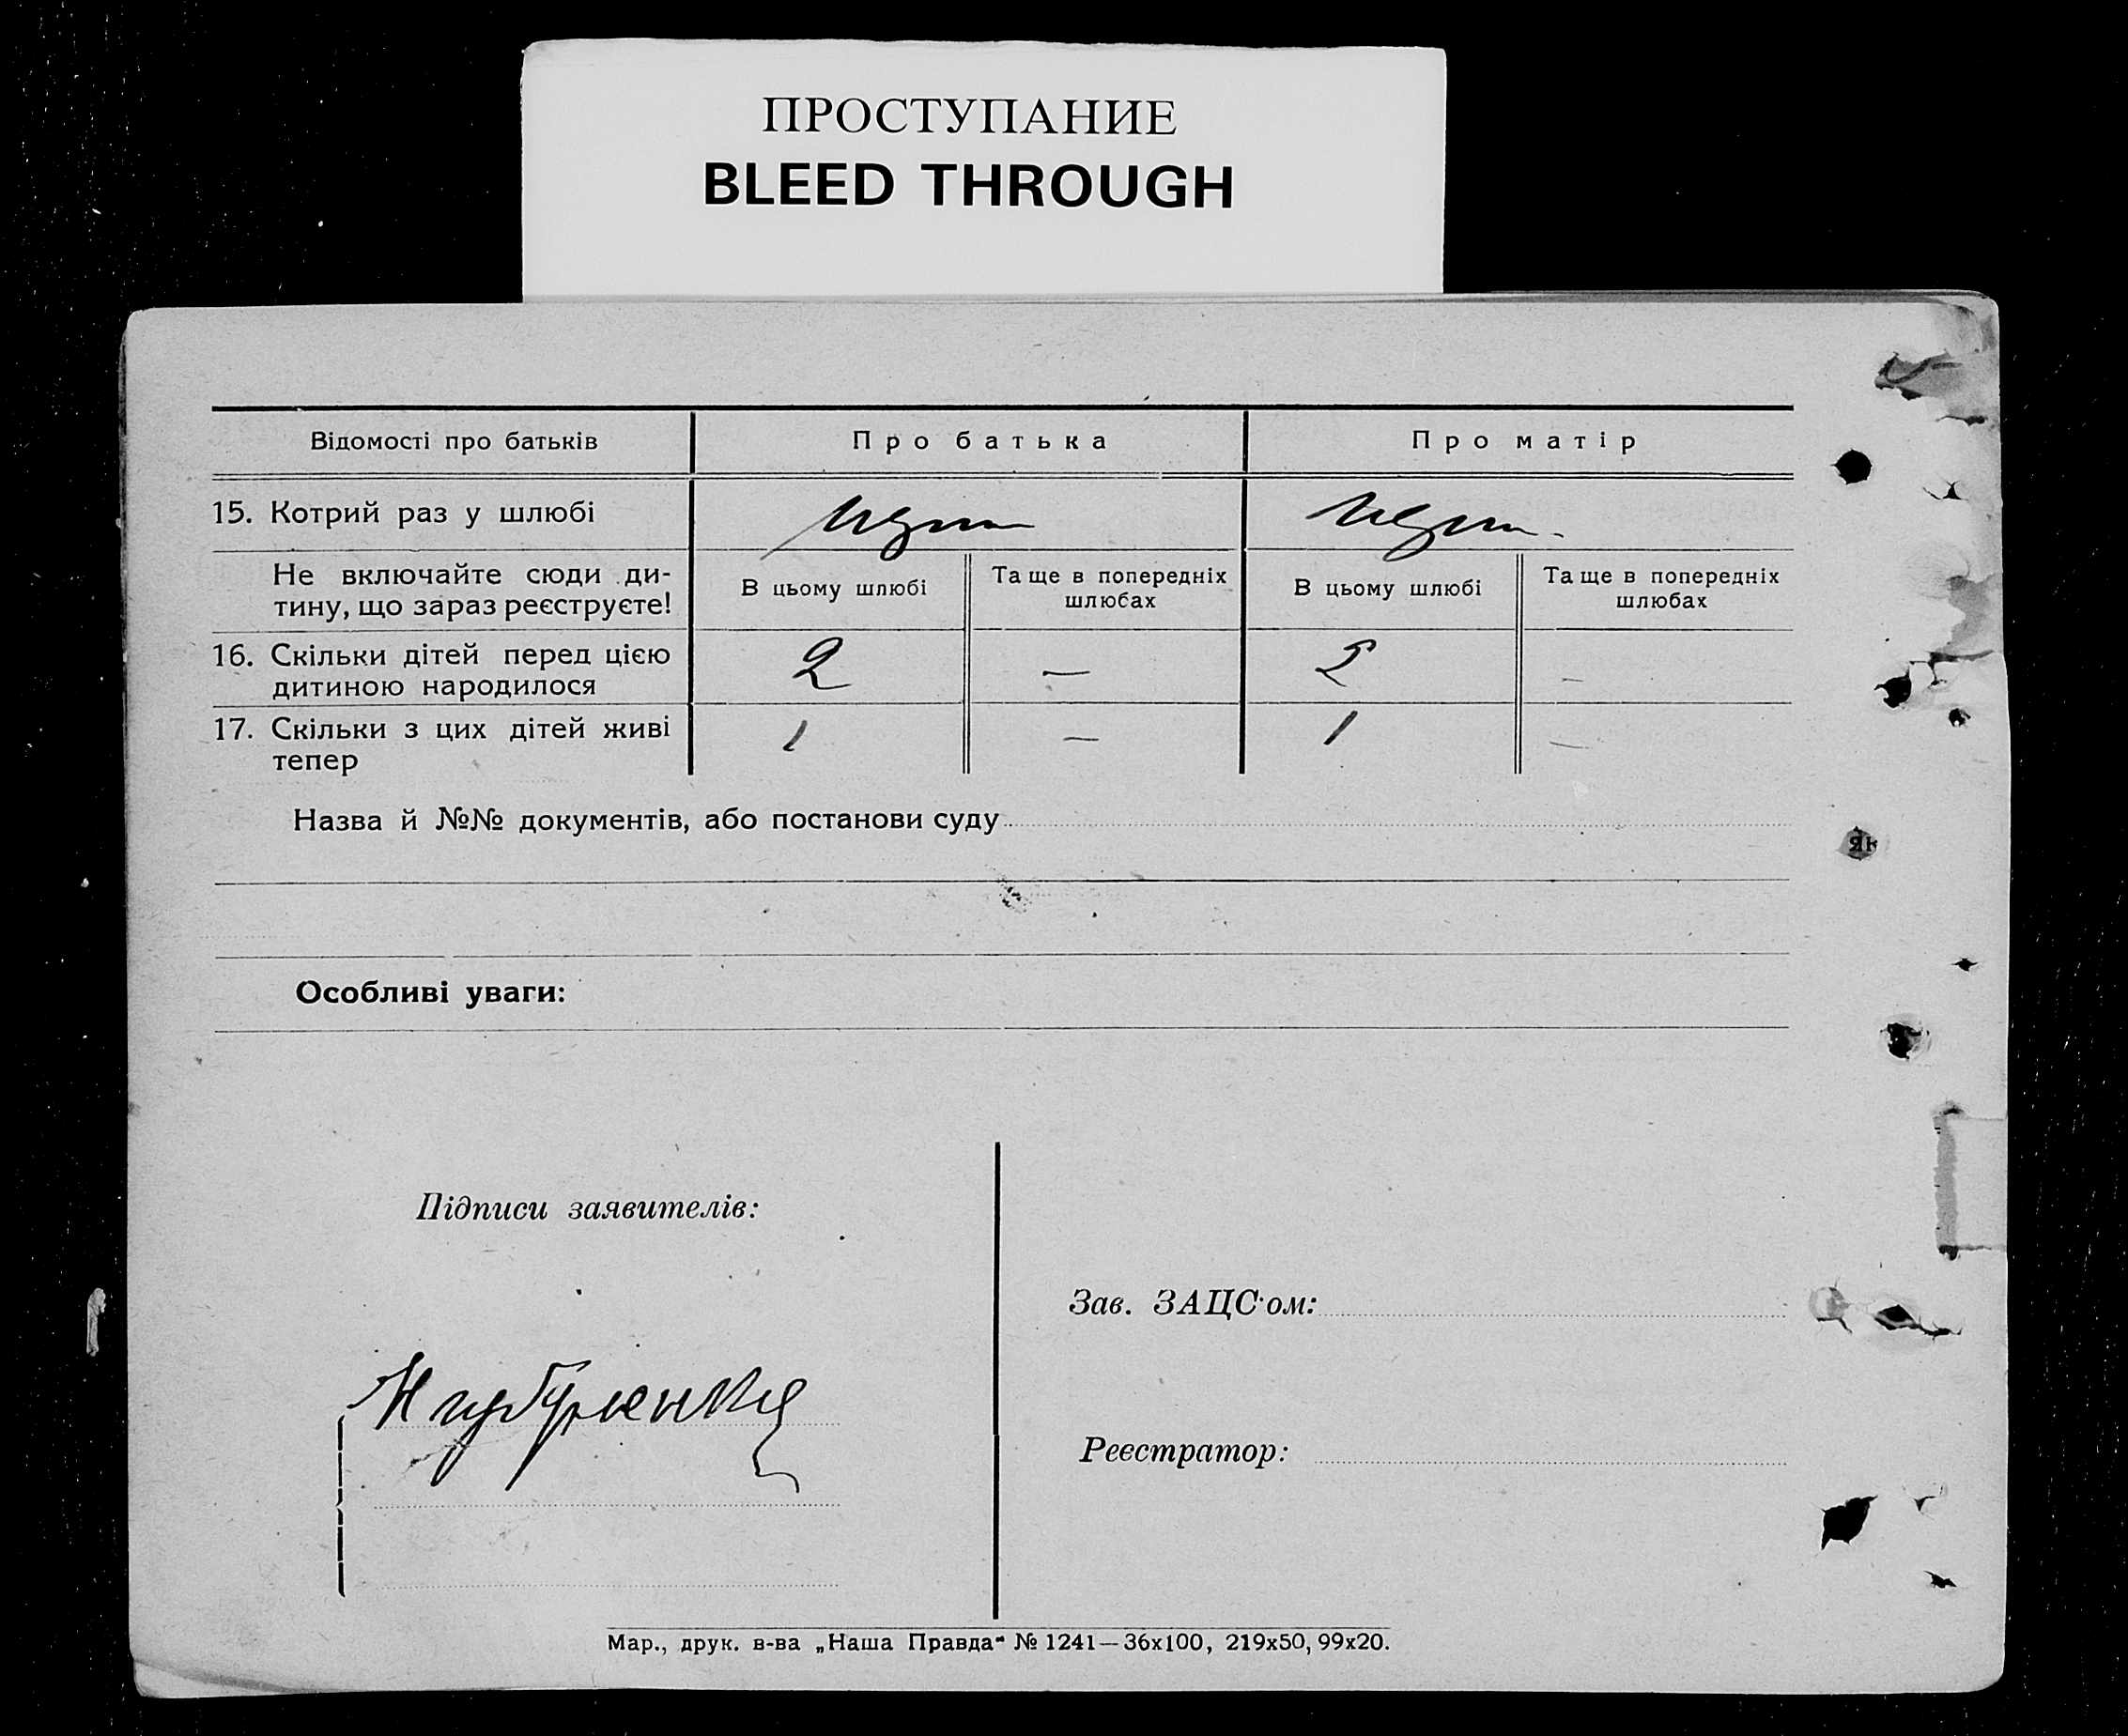 ПРОСТУПАНИЕ
BLEED THROUGH
Відомості про батьків Про батька Про матір
15. Котрий раз у шлюбі
Не включайте сюди ди-
тину, що зараз реєструєте!
В цьому шлюбі
Та ще в попередніх
шлюбах
В цьому шлюбі
Та ще в попередніх
шлюбах
16. Скільки дітей перед цією
дитиною народилося
2 — 2 –
17. Скільки з цих дітей живі
тепер
1 — 1 —
Назва й №№ документів, або постанови суду
як
Особливі уваги:
Підписи заявителів:
Зав. ЗАЦС'ом:
Реєстратор:
Мар., друк. в-ва „Наша Правда“ № 1241—36х100, 219х50, 99х20.